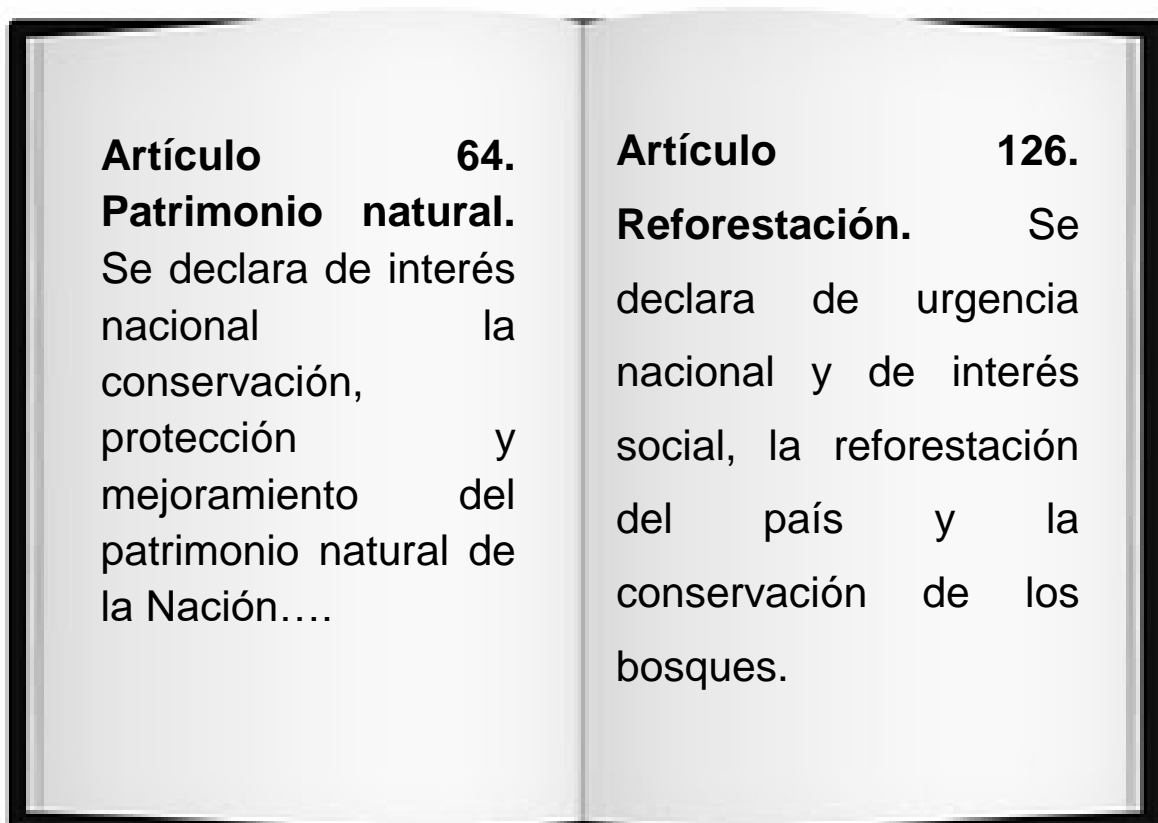 Artículo 64.
Patrimonio natural.
Se declara de interés
nacional la
conservación,
protección y
mejoramiento del
patrimonio natural de
la Nación….
Artículo 126.
Reforestación. Se
declara de urgencia
nacional y de interés
social, la reforestación
del país y la
conservación de los
bosques.